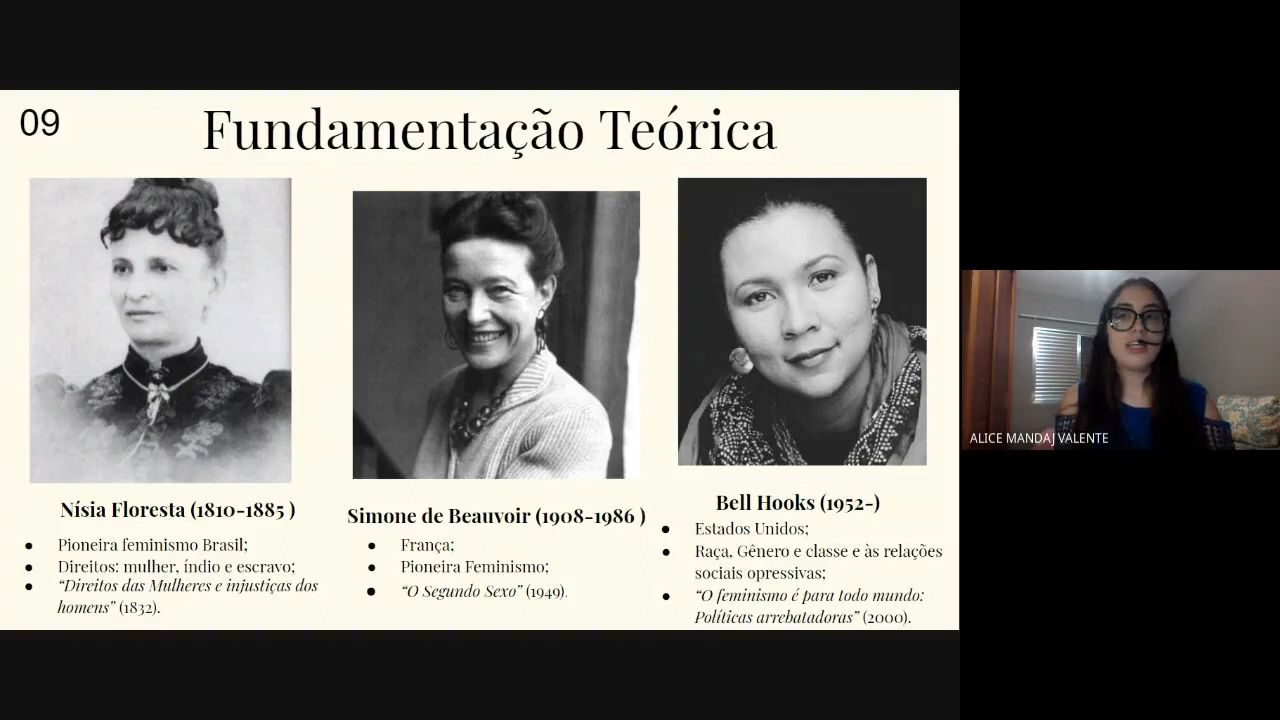 09
Fundamentação Teórica
Nísia Floresta (1810-1885 )
● Pioneira feminismo Brasil;
● Direitos: mulher, índio e escravo;
● “Direitos das Mulheres e injustiças dos
homens” (1832).
Simone de Beauvoir (1908-1986 )
● França;
● Pioneira Feminismo;
● “O Segundo Sexo” (1949).
Bell Hooks (1952-)
● Estados Unidos;
● Raça, Gênero e classe e às relações
sociais opressivas;
● “O feminismo é para todo mundo:
Políticas arrebatadoras” (2000).
ALICE MANDAJ VALENTE